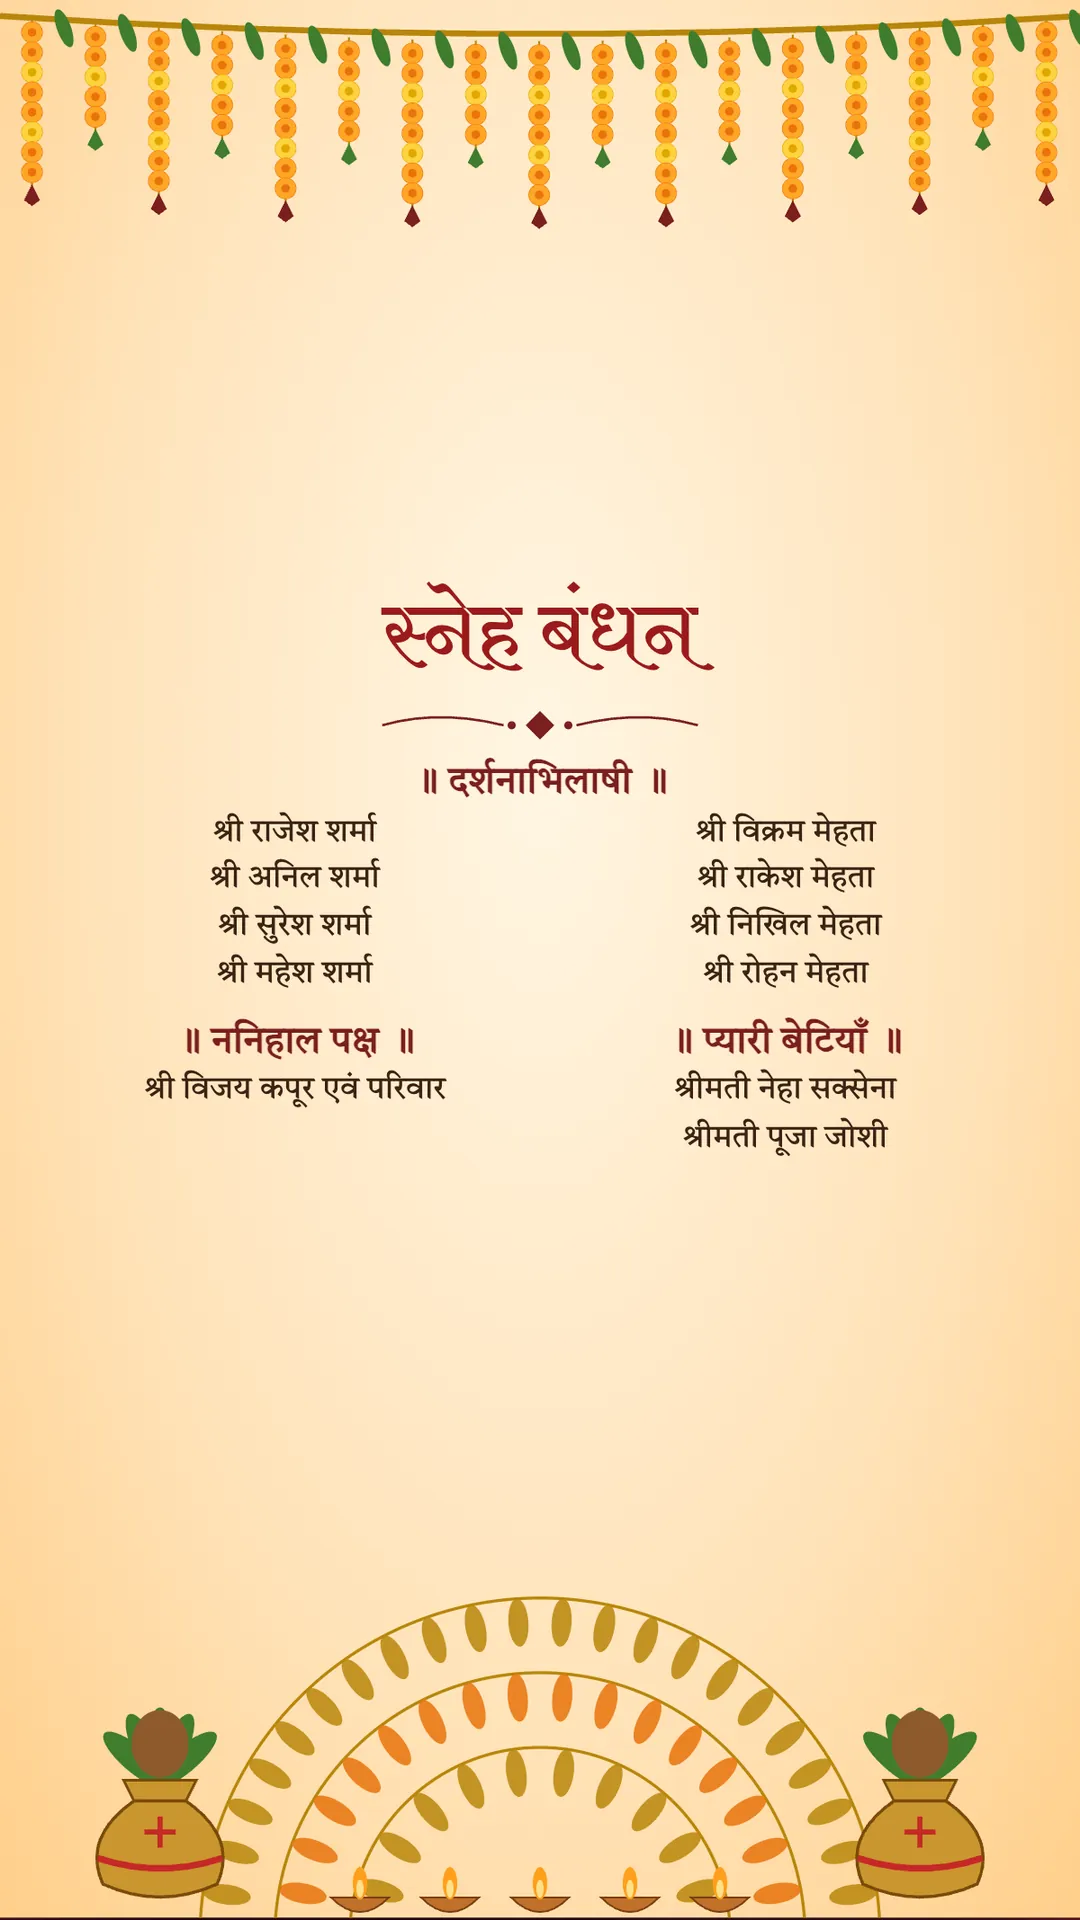 स्नेह बंधन
॥ दर्शनाभिलाषी ॥
श्री राजेश शर्मा
श्री अनिल शर्मा
श्री सुरेश शर्मा
श्री महेश शर्मा
श्री विक्रम मेहता
श्री राकेश मेहता
श्री निखिल मेहता
श्री रोहन मेहता
॥ ननिहाल पक्ष ॥
श्री विजय कपूर एवं परिवार
॥ प्यारी बेटियाँ ॥
श्रीमती नेहा सक्सेना
श्रीमती पूजा जोशी